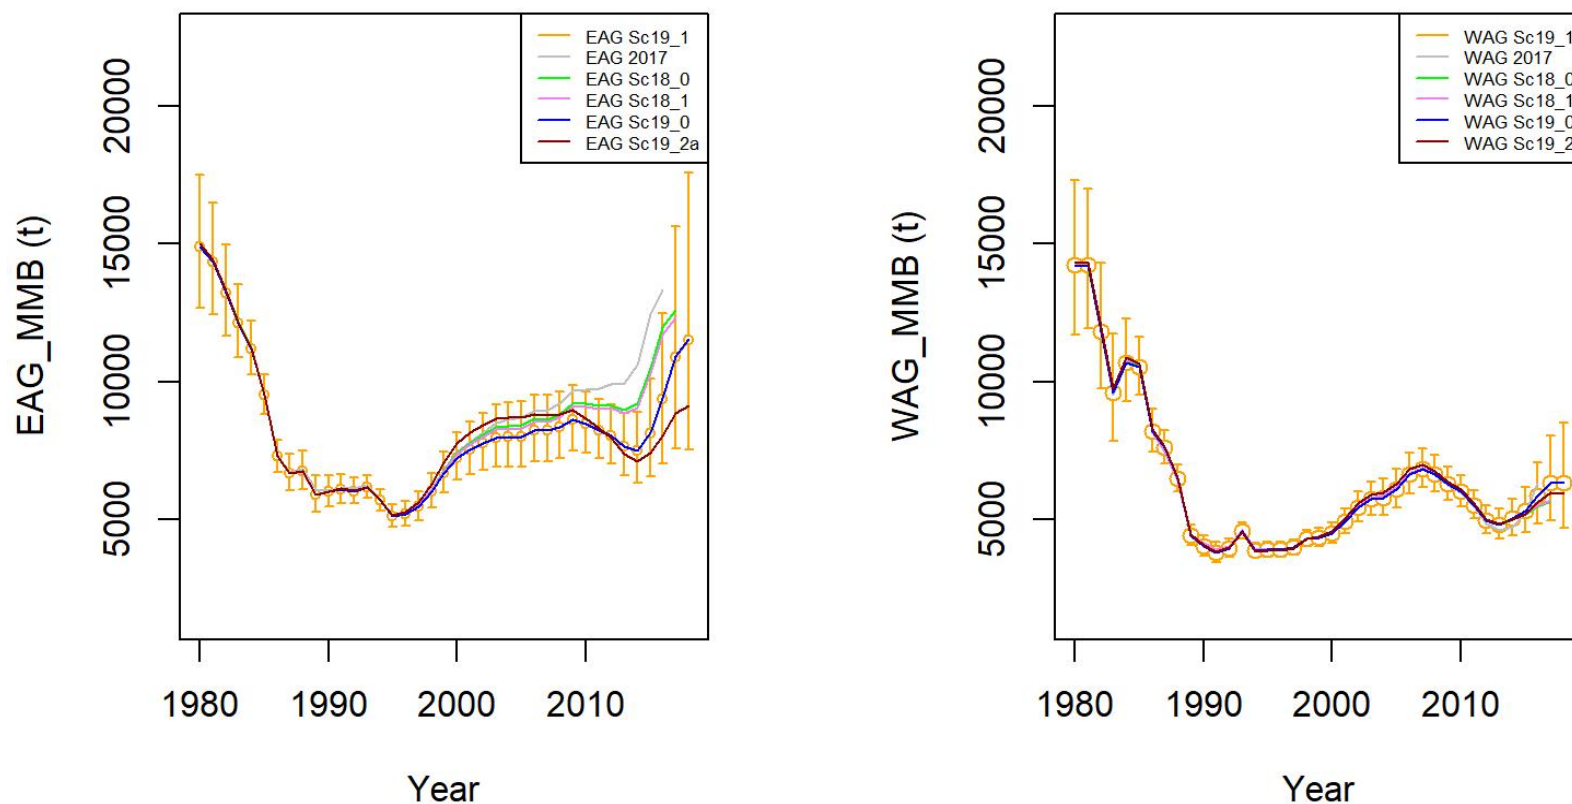 EAG_MMB (t)
20000
15000
10000
5000
EAG Sc19_1
EAG 2017
EAG Sc18_0
EAG Sc18_1
EAG Sc19_0
EAG Sc19_2a
1980 1990 2000 2010
Year
WAG_MMB (t)
20000
15000
10000
5000
WAG Sc19_1
WAG 2017
WAG Sc18_0
WAG Sc18_1
WAG Sc19_0
WAG Sc19_2
1980 1990 2000 2010
Year